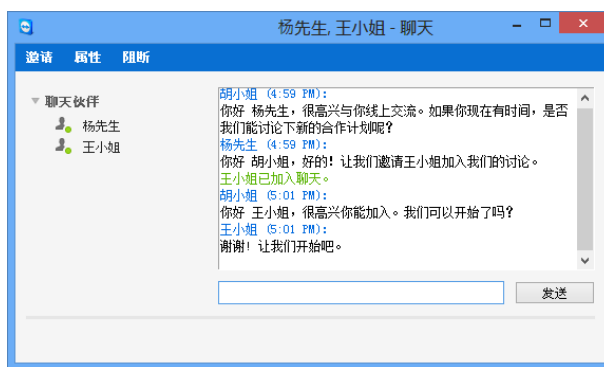 杨先生, 王小姐 - 聊天
邀请 属性 阻断
聊天伙伴
杨先生
王小姐
胡小姐 (4:59 PM):
你好 杨先生，很高兴与你线上交流。如果你现在有时间，是否
我们能讨论下新的合作计划呢？
杨先生 (4:59 PM):
你好 胡小姐，好的！让我们邀请王小姐加入我们的讨论。
王小姐已加入聊天。
胡小姐 (5:01 PM):
你好 王小姐，很高兴你能加入。我们可以开始了吗？
王小姐 (5:01 PM):
谢谢！让我们开始吧。
发送